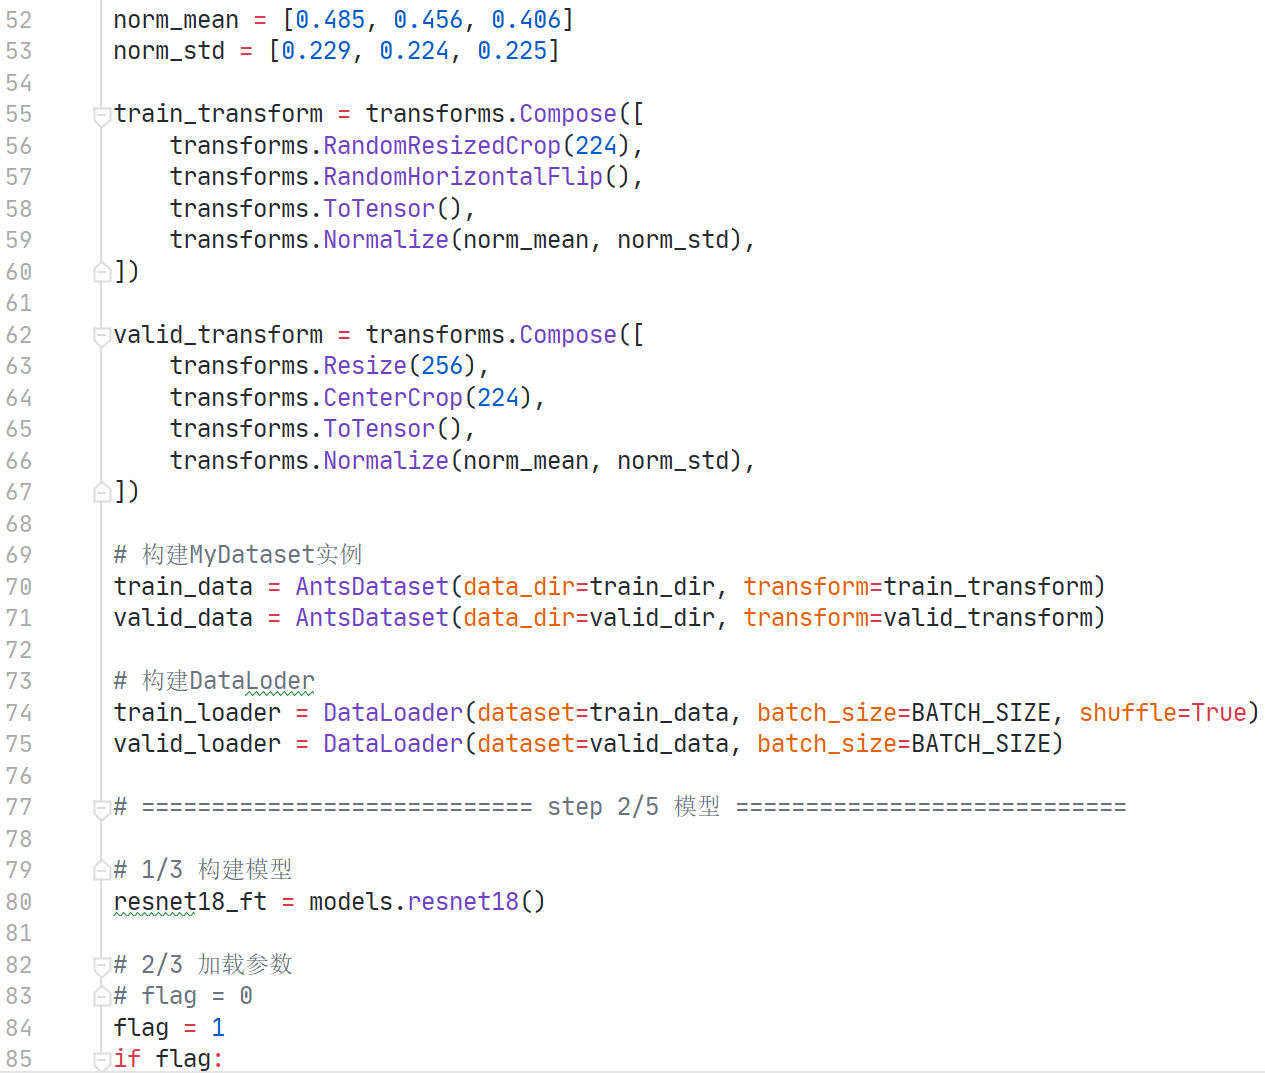 52 norm_mean = [0.485, 0.456, 0.406]
53 norm_std = [0.229, 0.224, 0.225]
54
55 train_transform = transforms.Compose([
56     transforms.RandomResizedCrop(224),
57     transforms.RandomHorizontalFlip(),
58     transforms.ToTensor(),
59     transforms.Normalize(norm_mean, norm_std),
60 ])
61
62 valid_transform = transforms.Compose([
63     transforms.Resize(256),
64     transforms.CenterCrop(224),
65     transforms.ToTensor(),
66     transforms.Normalize(norm_mean, norm_std),
67 ])
68
69 # 构建MyDataset实例
70 train_data = AntsDataset(data_dir=train_dir, transform=train_transform)
71 valid_data = AntsDataset(data_dir=valid_dir, transform=valid_transform)
72
73 # 构建DataLoder
74 train_loader = DataLoader(dataset=train_data, batch_size=BATCH_SIZE, shuffle=True)
75 valid_loader = DataLoader(dataset=valid_data, batch_size=BATCH_SIZE)
76
77 # ============================ step 2/5 模型 ============================
78
79 # 1/3 构建模型
80 resnet18_ft = models.resnet18()
81
82 # 2/3 加载参数
83 # flag = 0
84 flag = 1
85 if flag: